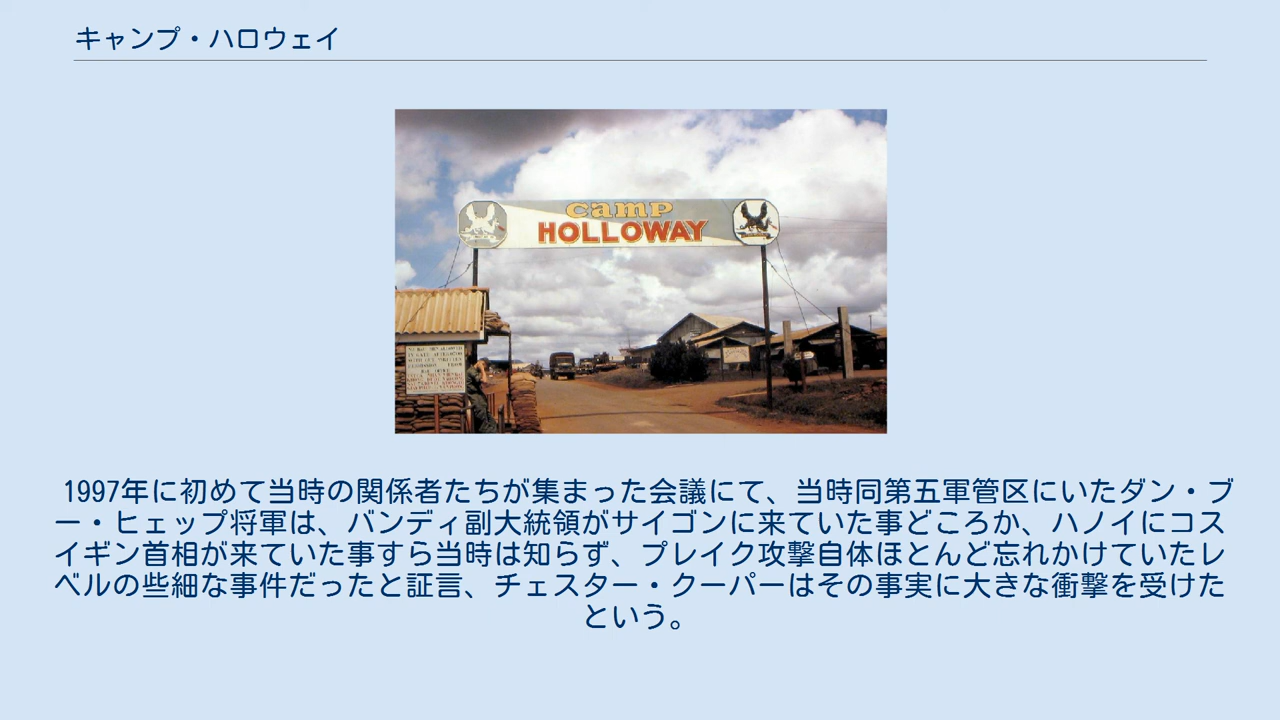 キャンプ・ハロウェイ
camp
HOLLOWAY
1997年に初めて当時の関係者たちが集まった会議にて、当時同第五軍管区にいたダン・ブ
ー・ヒェップ将軍は、バンディ副大統領がサイゴンに来ていた事どころか、ハノイにコス
イギン首相が来ていた事すら当時は知らず、プレイク攻撃自体ほとんど忘れかけていたレ
ベルの些細な事件だったと証言、チェスター・クーパーはその事実に大きな衝撃を受けた
という。